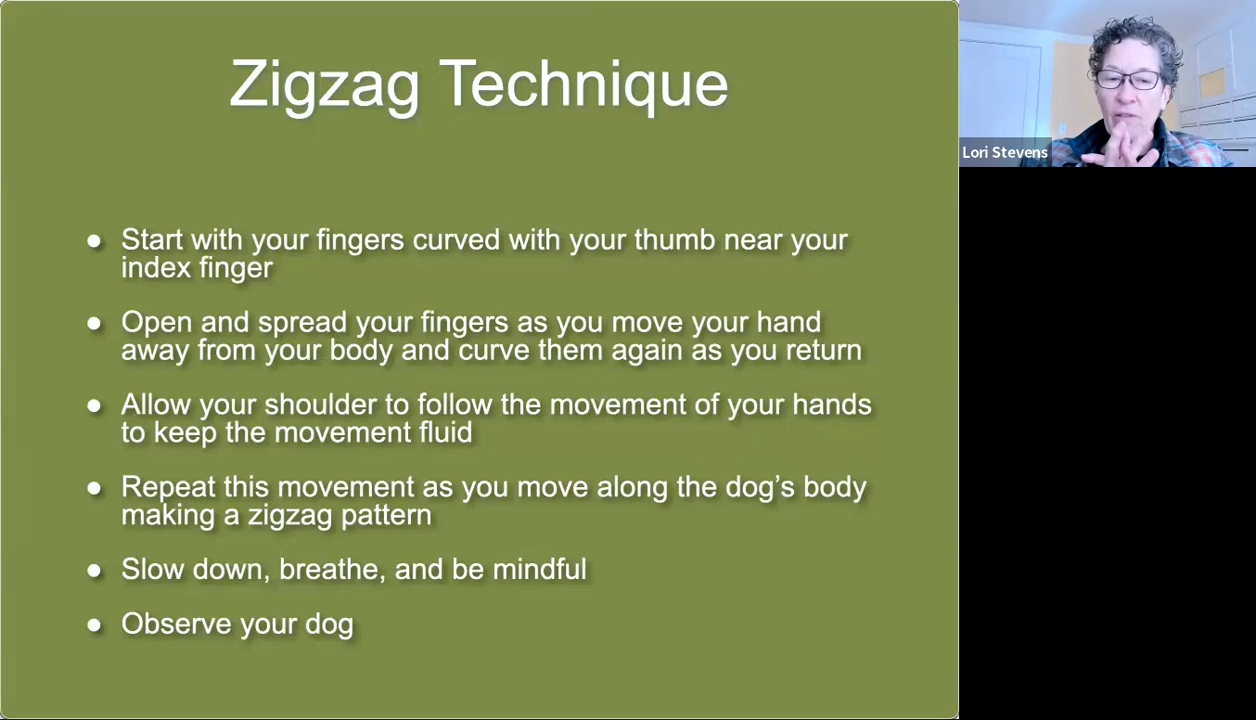 Zigzag Technique
Lori Stevens
● Start with your fingers curved with your thumb near your
index finger
● Open and spread your fingers as you move your hand
away from your body and curve them again as you return
● Allow your shoulder to follow the movement of your hands
to keep the movement fluid
● Repeat this movement as you move along the dog’s body
making a zigzag pattern
● Slow down, breathe, and be mindful
● Observe your dog